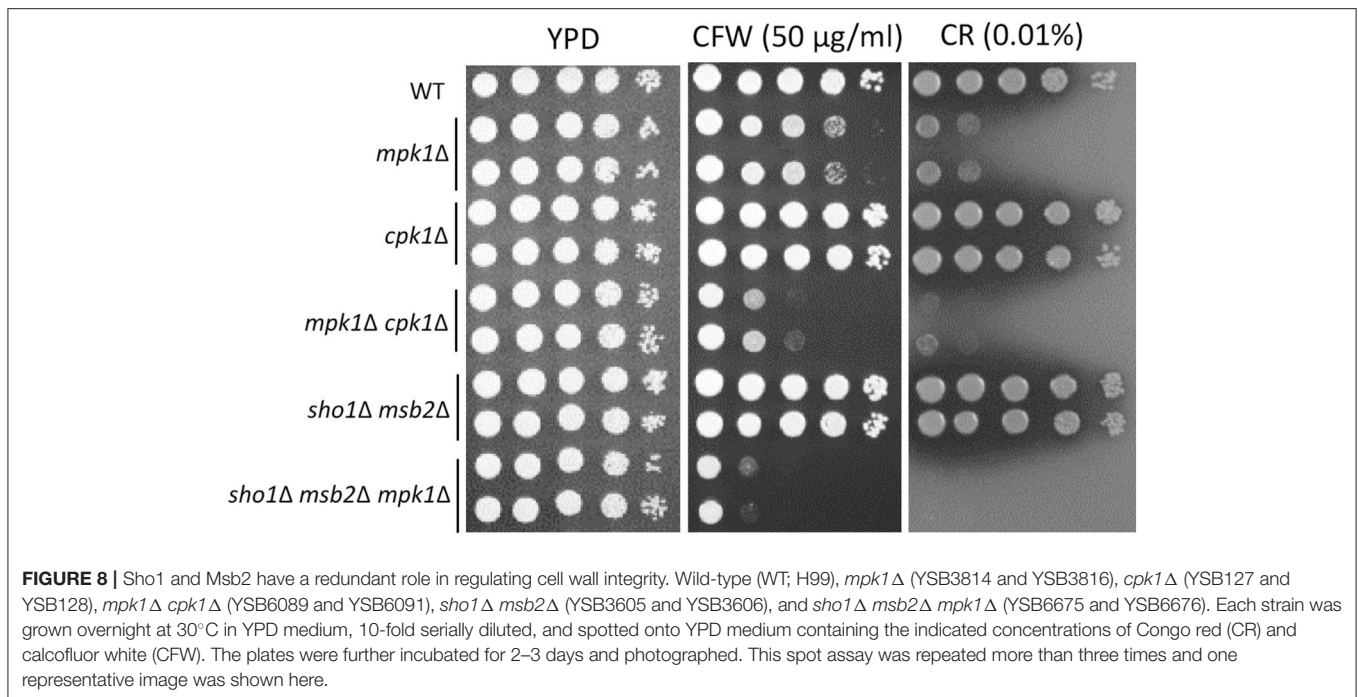 YPD CFW (50 µg/ml) CR (0.01%)
WT
mpk1Δ
cpk1Δ
mpk1Δ cpk1Δ
sho1Δ msb2Δ
sho1Δ msb2Δ mpk1Δ
FIGURE 8 | Sho1 and Msb2 have a redundant role in regulating cell wall integrity. Wild-type (WT; H99), mpk1Δ (YSB3814 and YSB3816), cpk1Δ (YSB127 and
YSB128), mpk1Δ cpk1Δ (YSB6089 and YSB6091), sho1Δ msb2Δ (YSB3605 and YSB3606), and sho1Δ msb2Δ mpk1Δ (YSB6675 and YSB6676). Each strain was
grown overnight at 30°C in YPD medium, 10-fold serially diluted, and spotted onto YPD medium containing the indicated concentrations of Congo red (CR) and
calcofluor white (CFW). The plates were further incubated for 2–3 days and photographed. This spot assay was repeated more than three times and one
representative image was shown here.